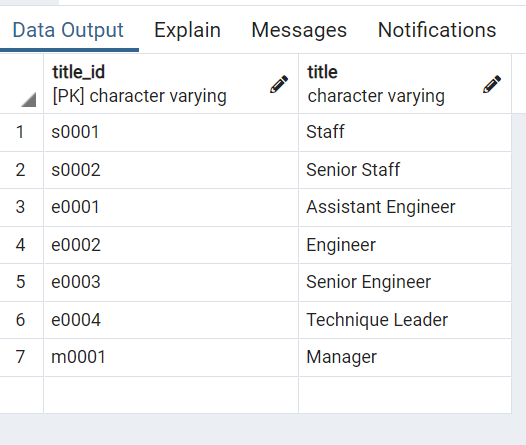 Data Output Explain Messages Notifications
title_id title
[PK] character varying character varying
1 s0001 Staff
2 s0002 Senior Staff
3 e0001 Assistant Engineer
4 e0002 Engineer
5 e0003 Senior Engineer
6 e0004 Technique Leader
7 m0001 Manager